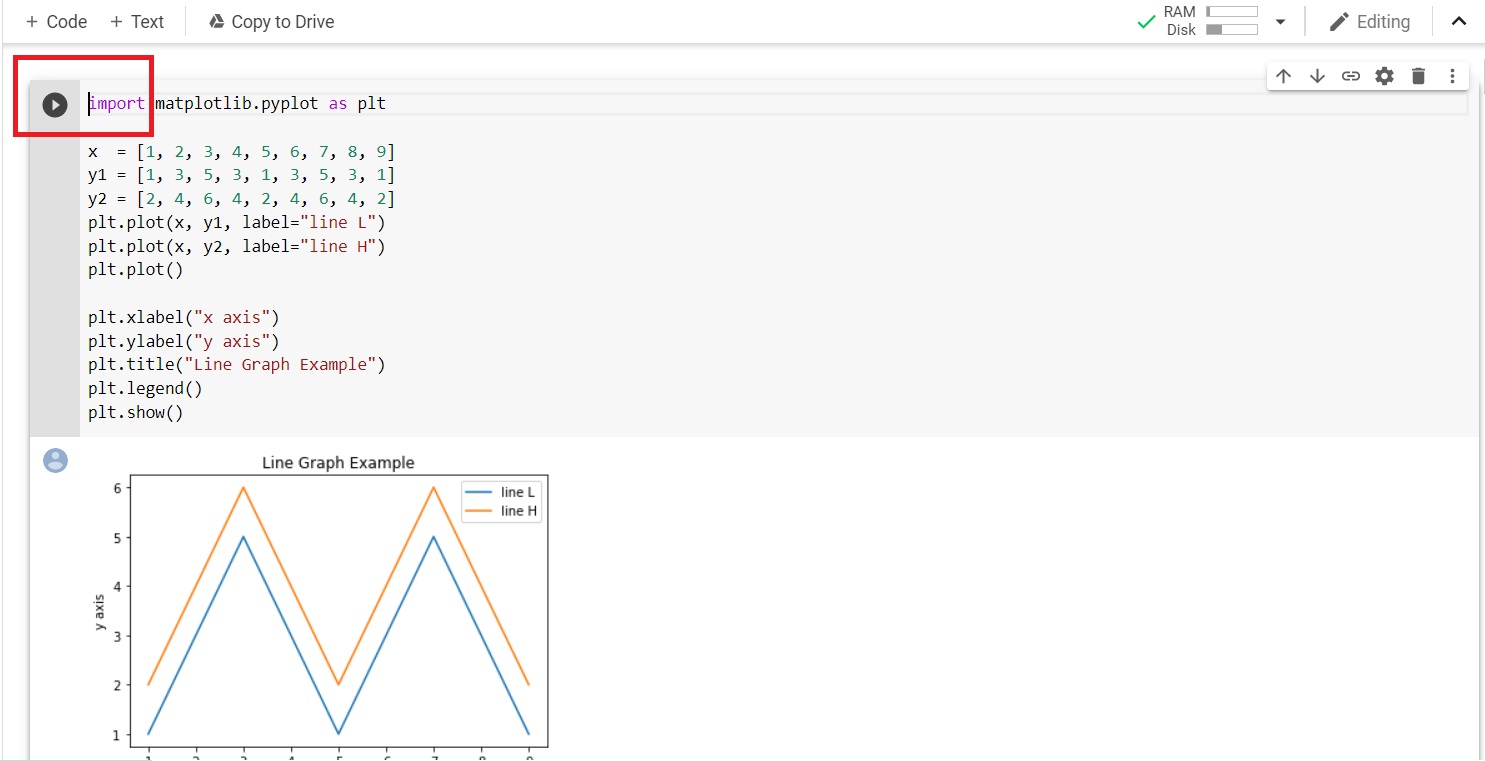 + Code + Text Copy to Drive RAM Disk Editing
import matplotlib.pyplot as plt
x  = [1, 2, 3, 4, 5, 6, 7, 8, 9]
y1 = [1, 3, 5, 3, 1, 3, 5, 3, 1]
y2 = [2, 4, 6, 4, 2, 4, 6, 4, 2]
plt.plot(x, y1, label="line L")
plt.plot(x, y2, label="line H")
plt.plot()
plt.xlabel("x axis")
plt.ylabel("y axis")
plt.title("Line Graph Example")
plt.legend()
plt.show()
Line Graph Example
line L
line H
6
5
4
3
2
1
y axis